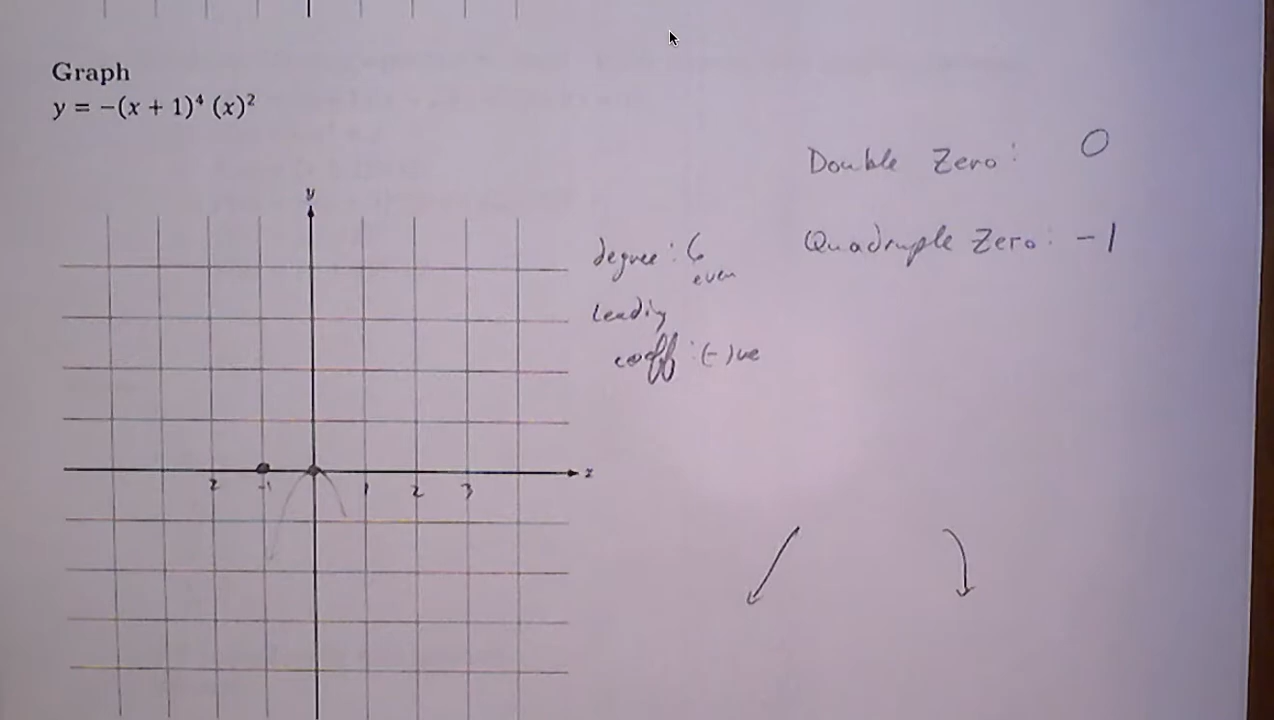 Graph
y = −(x + 1)⁴ (x)²
Double Zero: 0
Quadruple Zero: -1
degree: 6
even
leading
coeff: (-)ve
y
x
2 -1 1 2 3